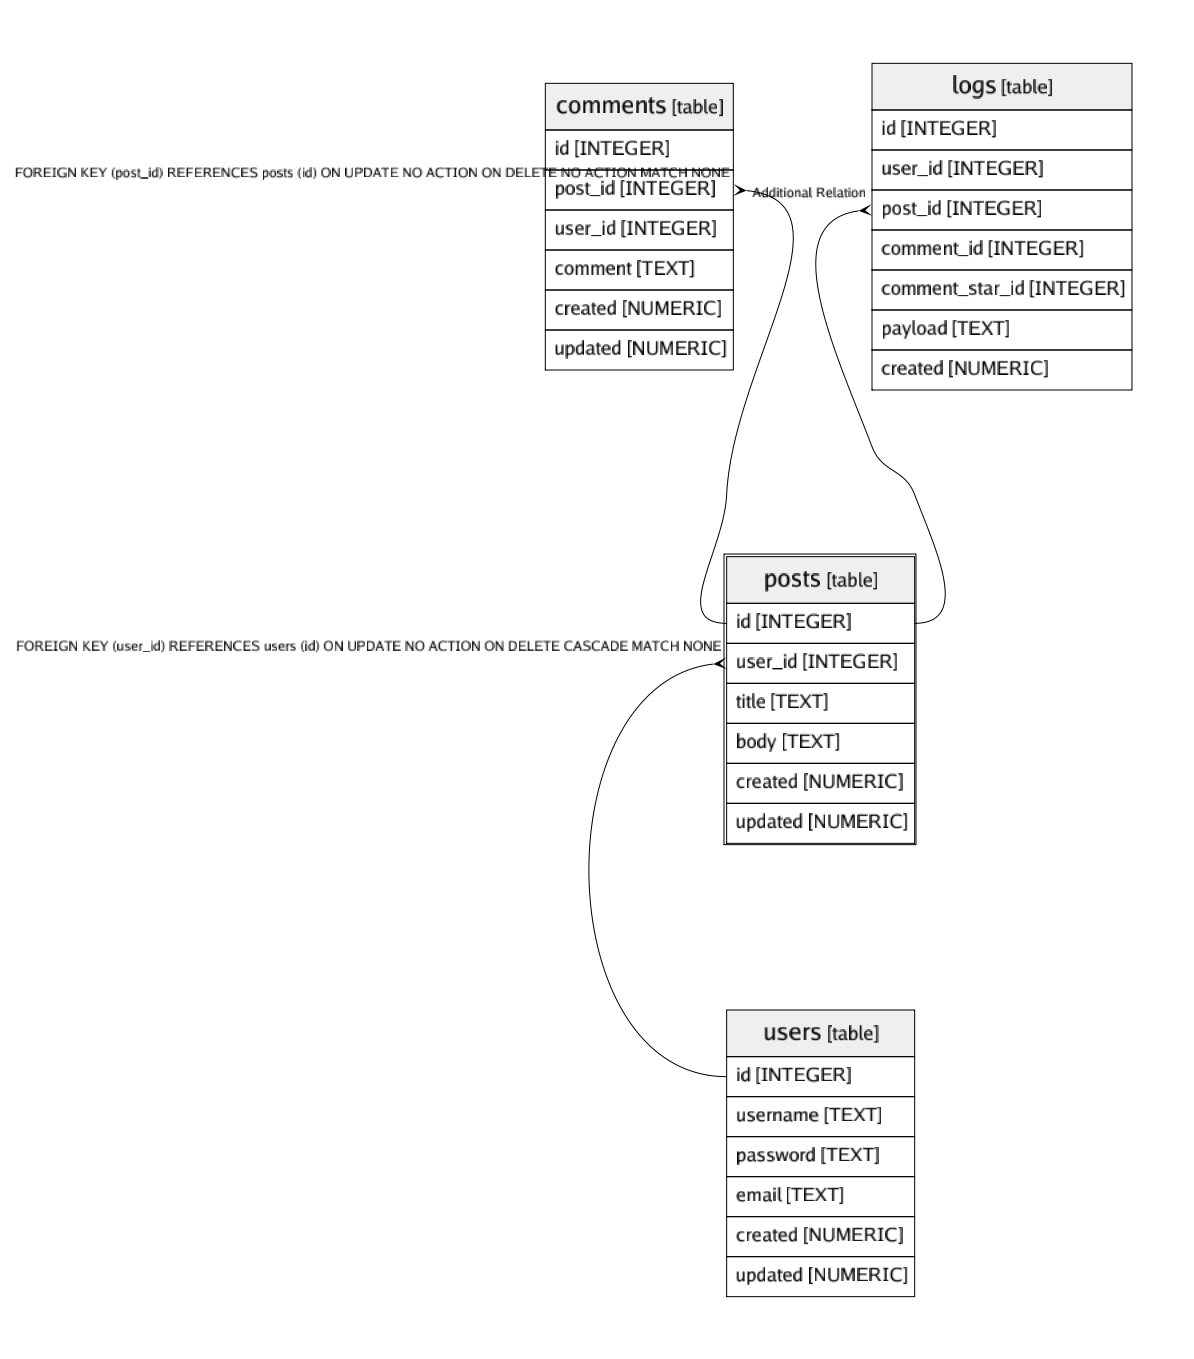 comments [table]
id [INTEGER]
FOREIGN KEY (post_id) REFERENCES posts (id) ON UPDATE NO ACTION ON DELETE NO ACTION MATCH NONE
post_id [INTEGER]
user_id [INTEGER]
comment [TEXT]
created [NUMERIC]
updated [NUMERIC]
logs [table]
id [INTEGER]
user_id [INTEGER]
Additional Relation
post_id [INTEGER]
comment_id [INTEGER]
comment_star_id [INTEGER]
payload [TEXT]
created [NUMERIC]
posts [table]
id [INTEGER]
FOREIGN KEY (user_id) REFERENCES users (id) ON UPDATE NO ACTION ON DELETE CASCADE MATCH NONE
user_id [INTEGER]
title [TEXT]
body [TEXT]
created [NUMERIC]
updated [NUMERIC]
users [table]
id [INTEGER]
username [TEXT]
password [TEXT]
email [TEXT]
created [NUMERIC]
updated [NUMERIC]